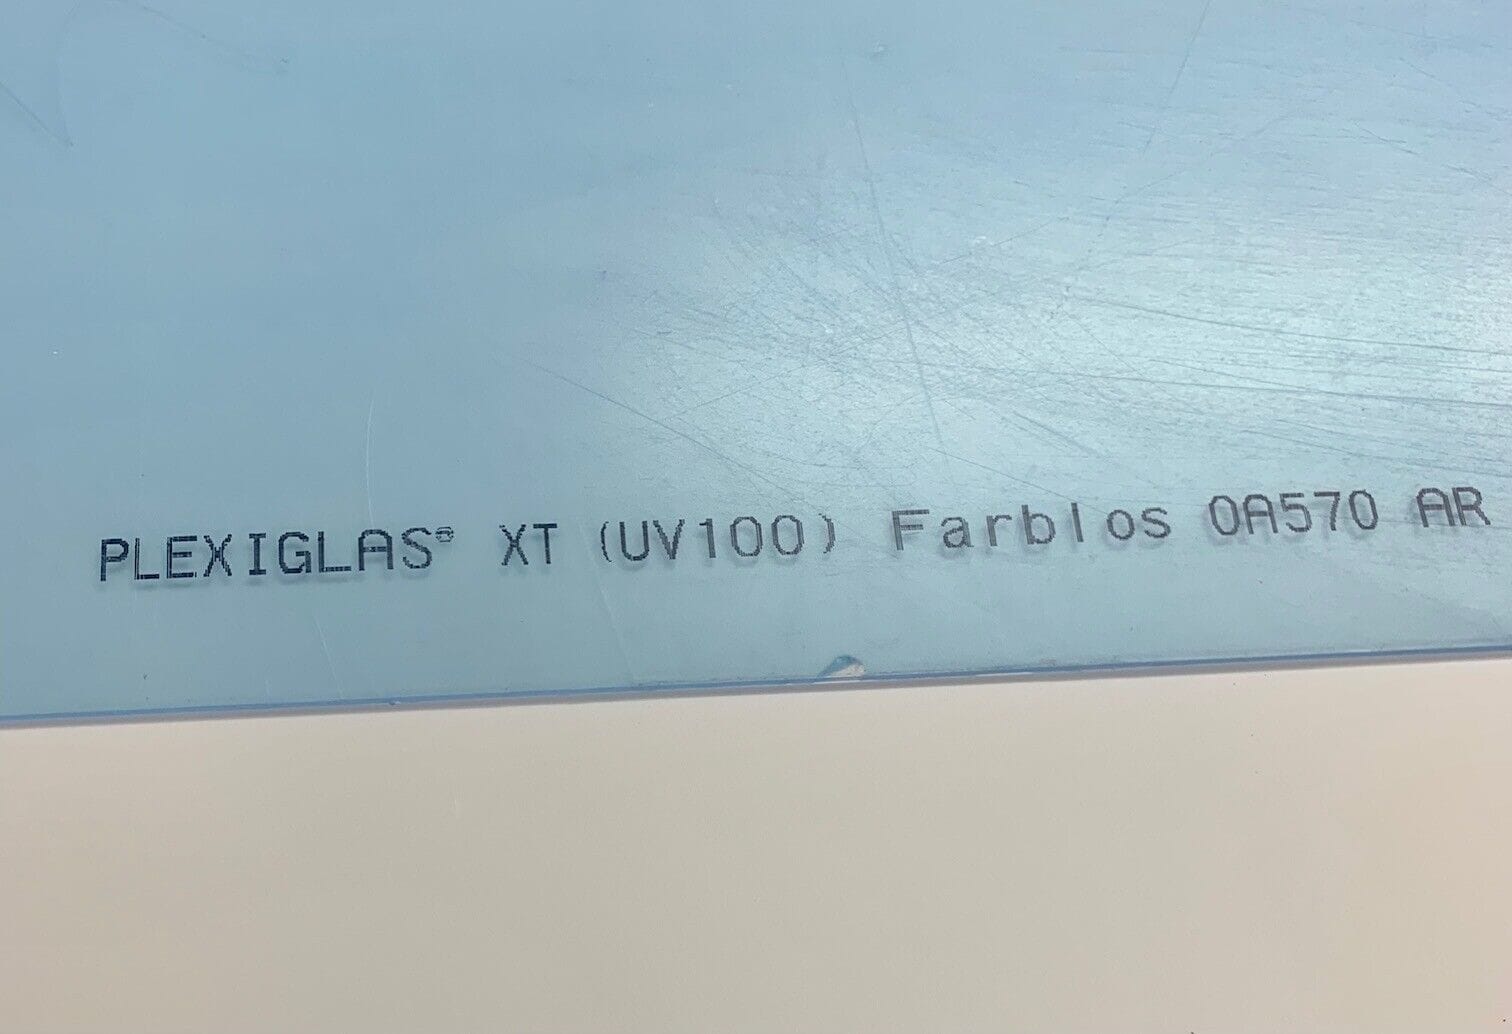 PLEXIGLAS® XT (UV100) Farblos 0A570 AR